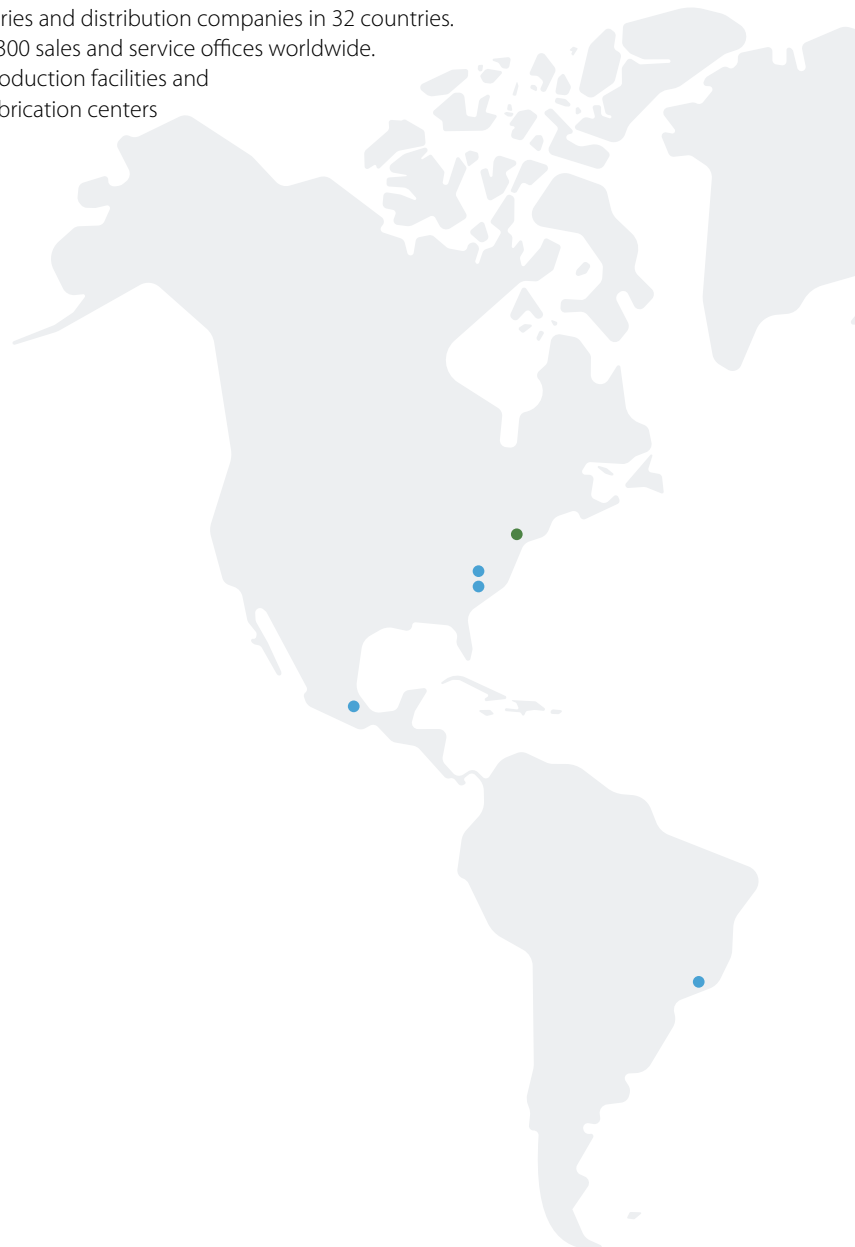 ries and distribution companies in 32 countries.
300 sales and service offices worldwide.
oduction facilities and
brication centers